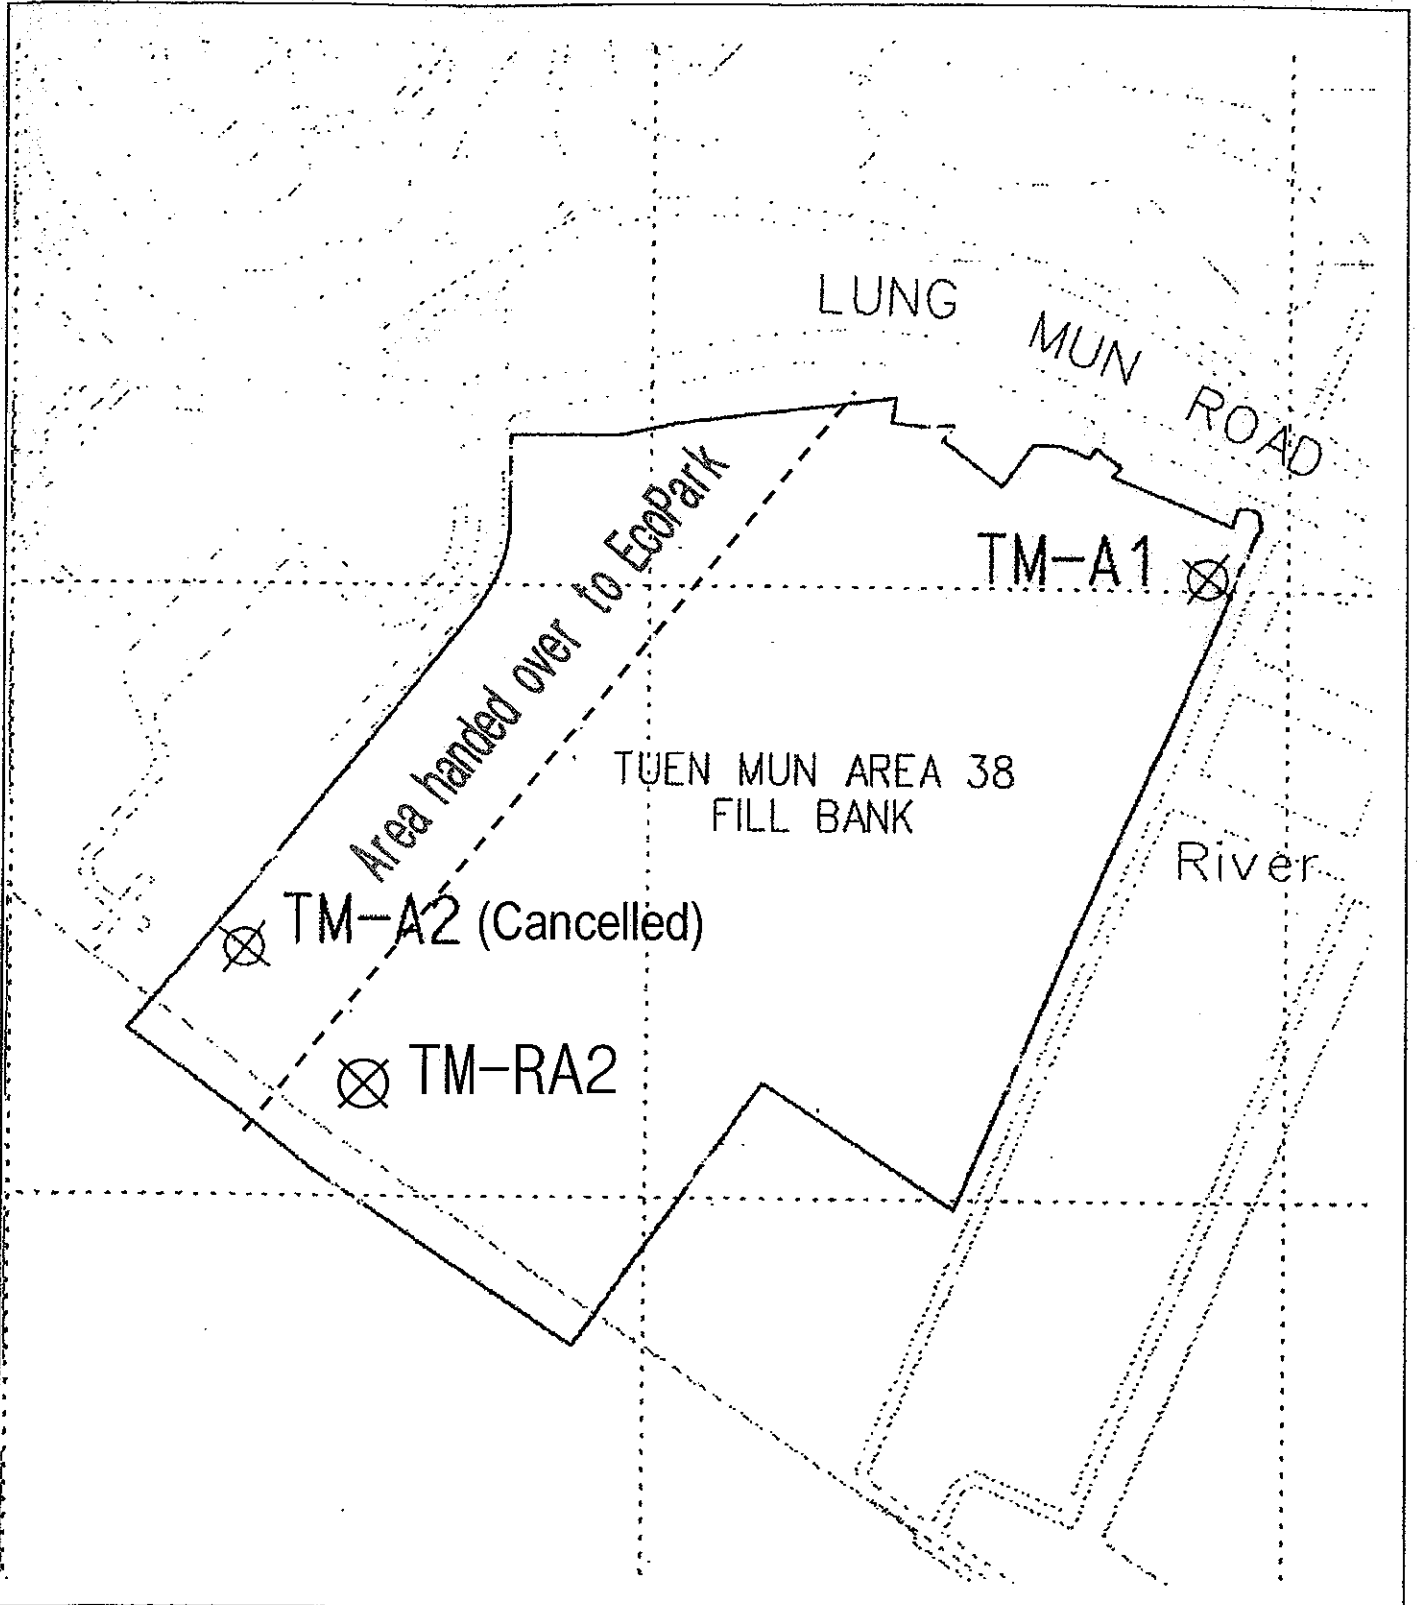 LUNG MUN ROAD
Area handed over to EcoPark
TM-A1
TUEN MUN AREA 38
FILL BANK
River
TM-A2 (Cancelled)
TM-RA2